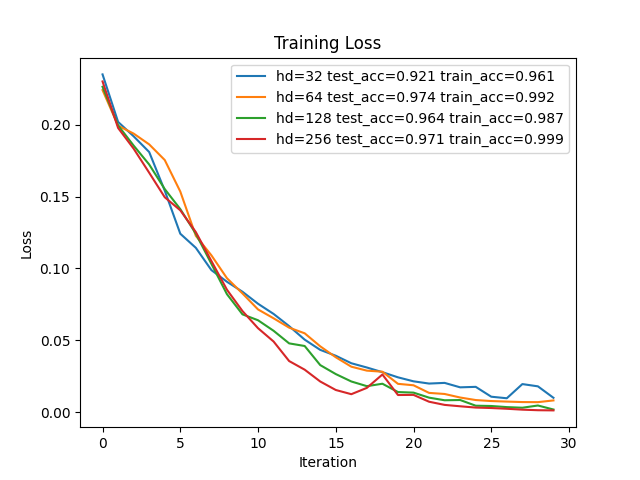 Training Loss
hd=32 test_acc=0.921 train_acc=0.961
hd=64 test_acc=0.974 train_acc=0.992
hd=128 test_acc=0.964 train_acc=0.987
hd=256 test_acc=0.971 train_acc=0.999
Loss
0.20
0.15
0.10
0.05
0.00
0 5 10 15 20 25 30
Iteration